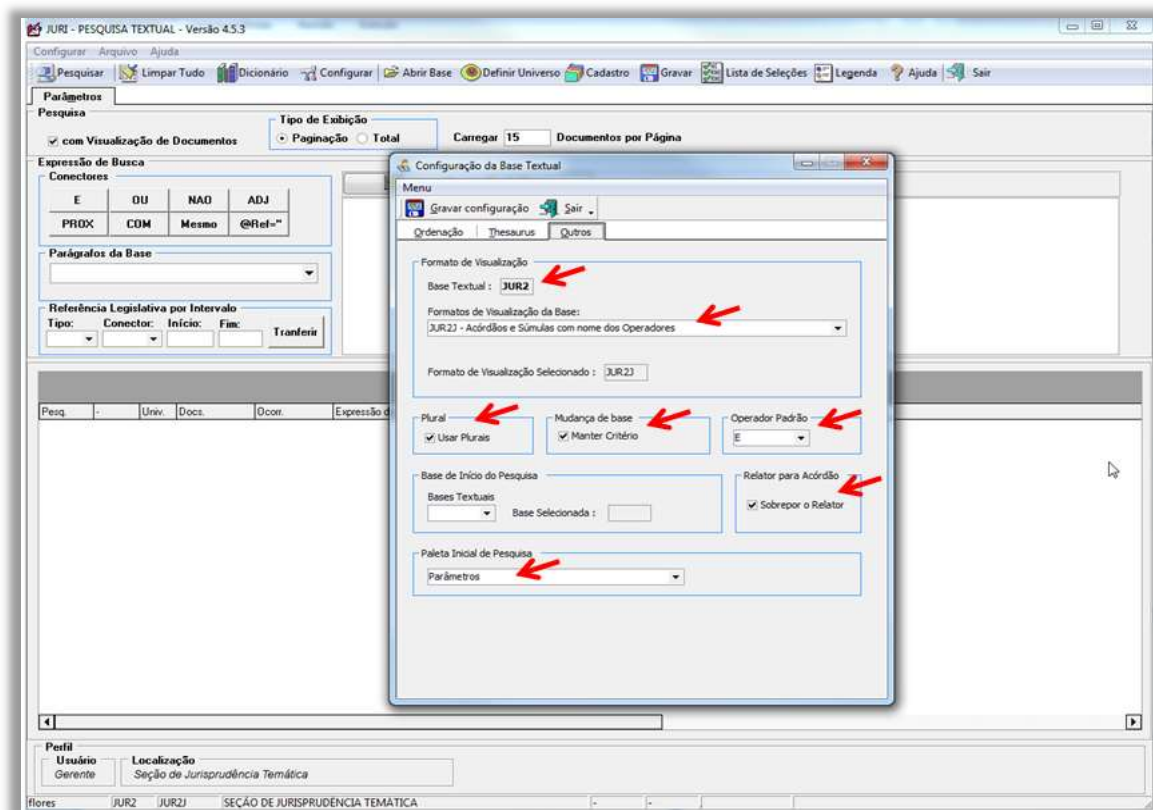 JURI - PESQUISA TEXTUAL - Versão 4.5.3
Configurar Arquivo Ajuda
Pesquisar Limpar Tudo Dicionário Configurar Abrir Base Definir Universo Cadastro Gravar Lista de Seleções Legenda Ajuda Sair
Parâmetros
Pesquisa
com Visualização de Documentos
Tipo de Exibição
Paginação Total
Carregar 15 Documentos por Página
Expressão de Busca
Conectores
E OU NAO ADJ
PROX COM Mesmo @Ref="
Parágrafos da Base
Referência Legislativa por Intervalo
Tipo: Conector: Início: Fim:
Tranferir
Pesq. - Univ. Docs. Ocorr. Expressão d
Configuração da Base Textual
Menu
Gravar configuração Sair
Ordenação Thesaurus Outros
Formato de Visualização
Base Textual : JUR2
Formatos de Visualização da Base:
JUR2J - Acórdãos e Súmulas com nome dos Operadores
Formato de Visualização Selecionado : JUR2J
Plural Mudança de base Operador Padrão
Usar Plurais Manter Critério E
Base de Início do Pesquisa Relator para Acórdão
Bases Textuais
Base Selecionada : Sobrepor o Relator
Paleta Inicial de Pesquisa
Parâmetros
Perfil
Usuário Localização
Gerente Seção de Jurisprudência Temática
flores JUR2 JUR2J SEÇÃO DE JURISPRUDÊNCIA TEMÁTICA - -